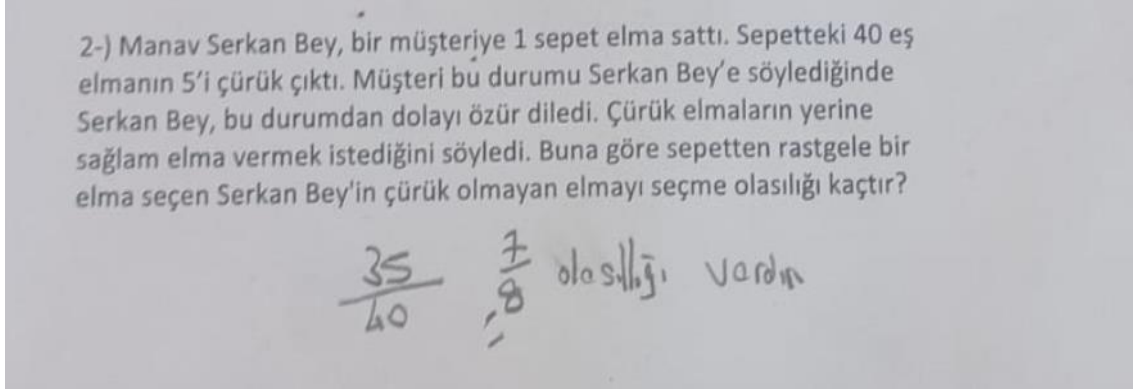 2-) Manav Serkan Bey, bir müşteriye 1 sepet elma sattı. Sepetteki 40 eş
elmanın 5'i çürük çıktı. Müşteri bu durumu Serkan Bey'e söylediğinde
Serkan Bey, bu durumdan dolayı özür diledi. Çürük elmaların yerine
sağlam elma vermek istediğini söyledi. Buna göre sepetten rastgele bir
elma seçen Serkan Bey'in çürük olmayan elmayı seçme olasılığı kaçtır?
35 7 olasıllığı vardır
40 8